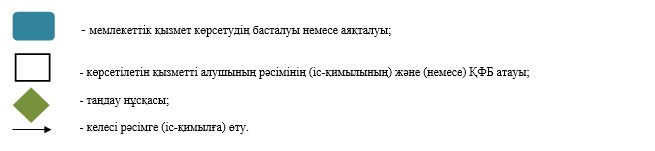 - мемлекеттік қызмет көрсетудің басталуы немесе аяқталуы;
- көрсетілетін қызметті алушының рәсімінің (іс-қимылының) және (немесе) ҚФБ атауы;
- таңдау нұсқасы;
- келесі рәсімге (іс-қимылға) өту.